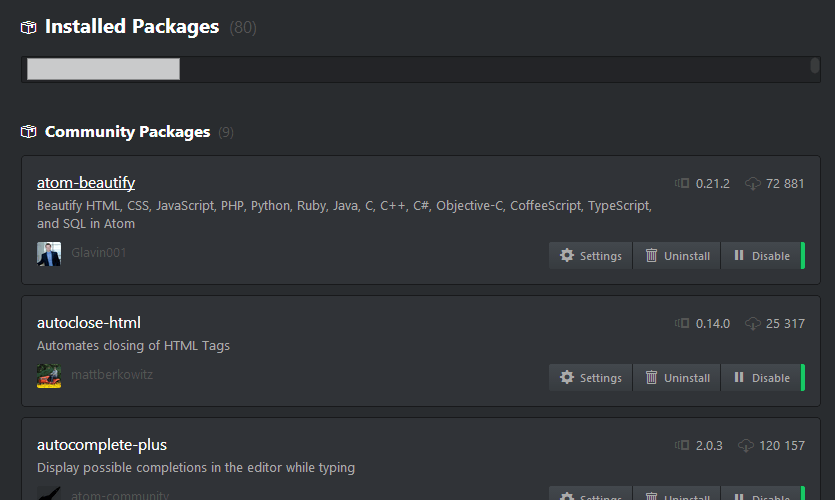 Installed Packages (80)
Community Packages (9)
atom-beautify 0.21.2 72 881
Beautify HTML, CSS, JavaScript, PHP, Python, Ruby, Java, C, C++, C#, Objective-C, CoffeeScript, TypeScript,
and SQL in Atom
Glavin001 Settings Uninstall Disable
autoclose-html 0.14.0 25 317
Automates closing of HTML Tags
mattberkowitz Settings Uninstall Disable
autocomplete-plus 2.0.3 120 157
Display possible completions in the editor while typing
atom-community Settings Uninstall Disable